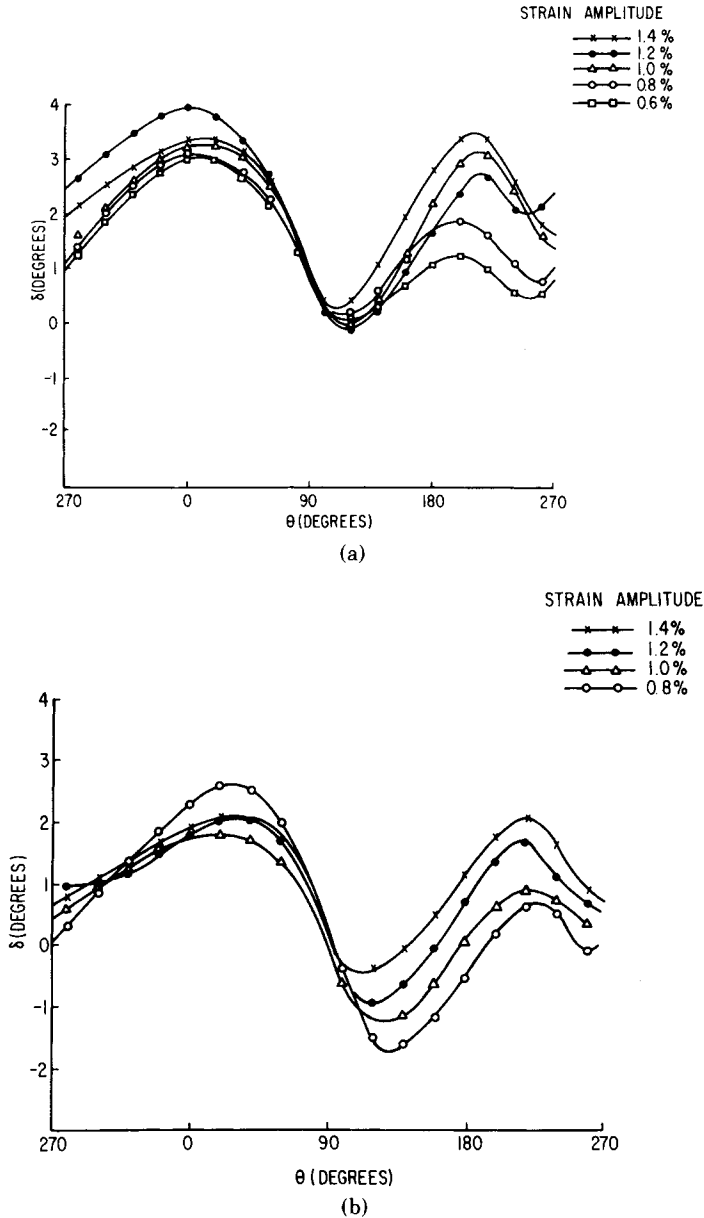 STRAIN AMPLITUDE
1.4%
1.2%
1.0%
0.8%
0.6%
4
3
2
1
0
-1
-2
δ(DEGREES)
270 0 90 180 270
θ(DEGREES)
(a)
STRAIN AMPLITUDE
1.4%
1.2%
1.0%
0.8%
4
3
2
1
0
-1
-2
δ (DEGREES)
270 0 90 180 270
θ (DEGREES)
(b)